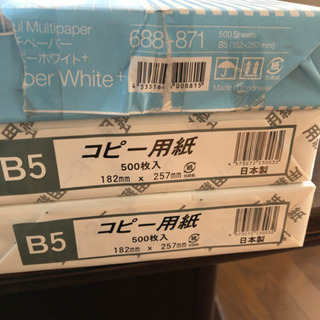 ul Multipaper
ーペーパー
ーホワイト+
per White+
688-871
500 Sheets
B5 (182×257mm)
Made in Indonesia
B5
コピー用紙
500枚入
182mm × 257mm
日本製
B5
コピー用紙
500枚入
182mm × 257mm
日本製